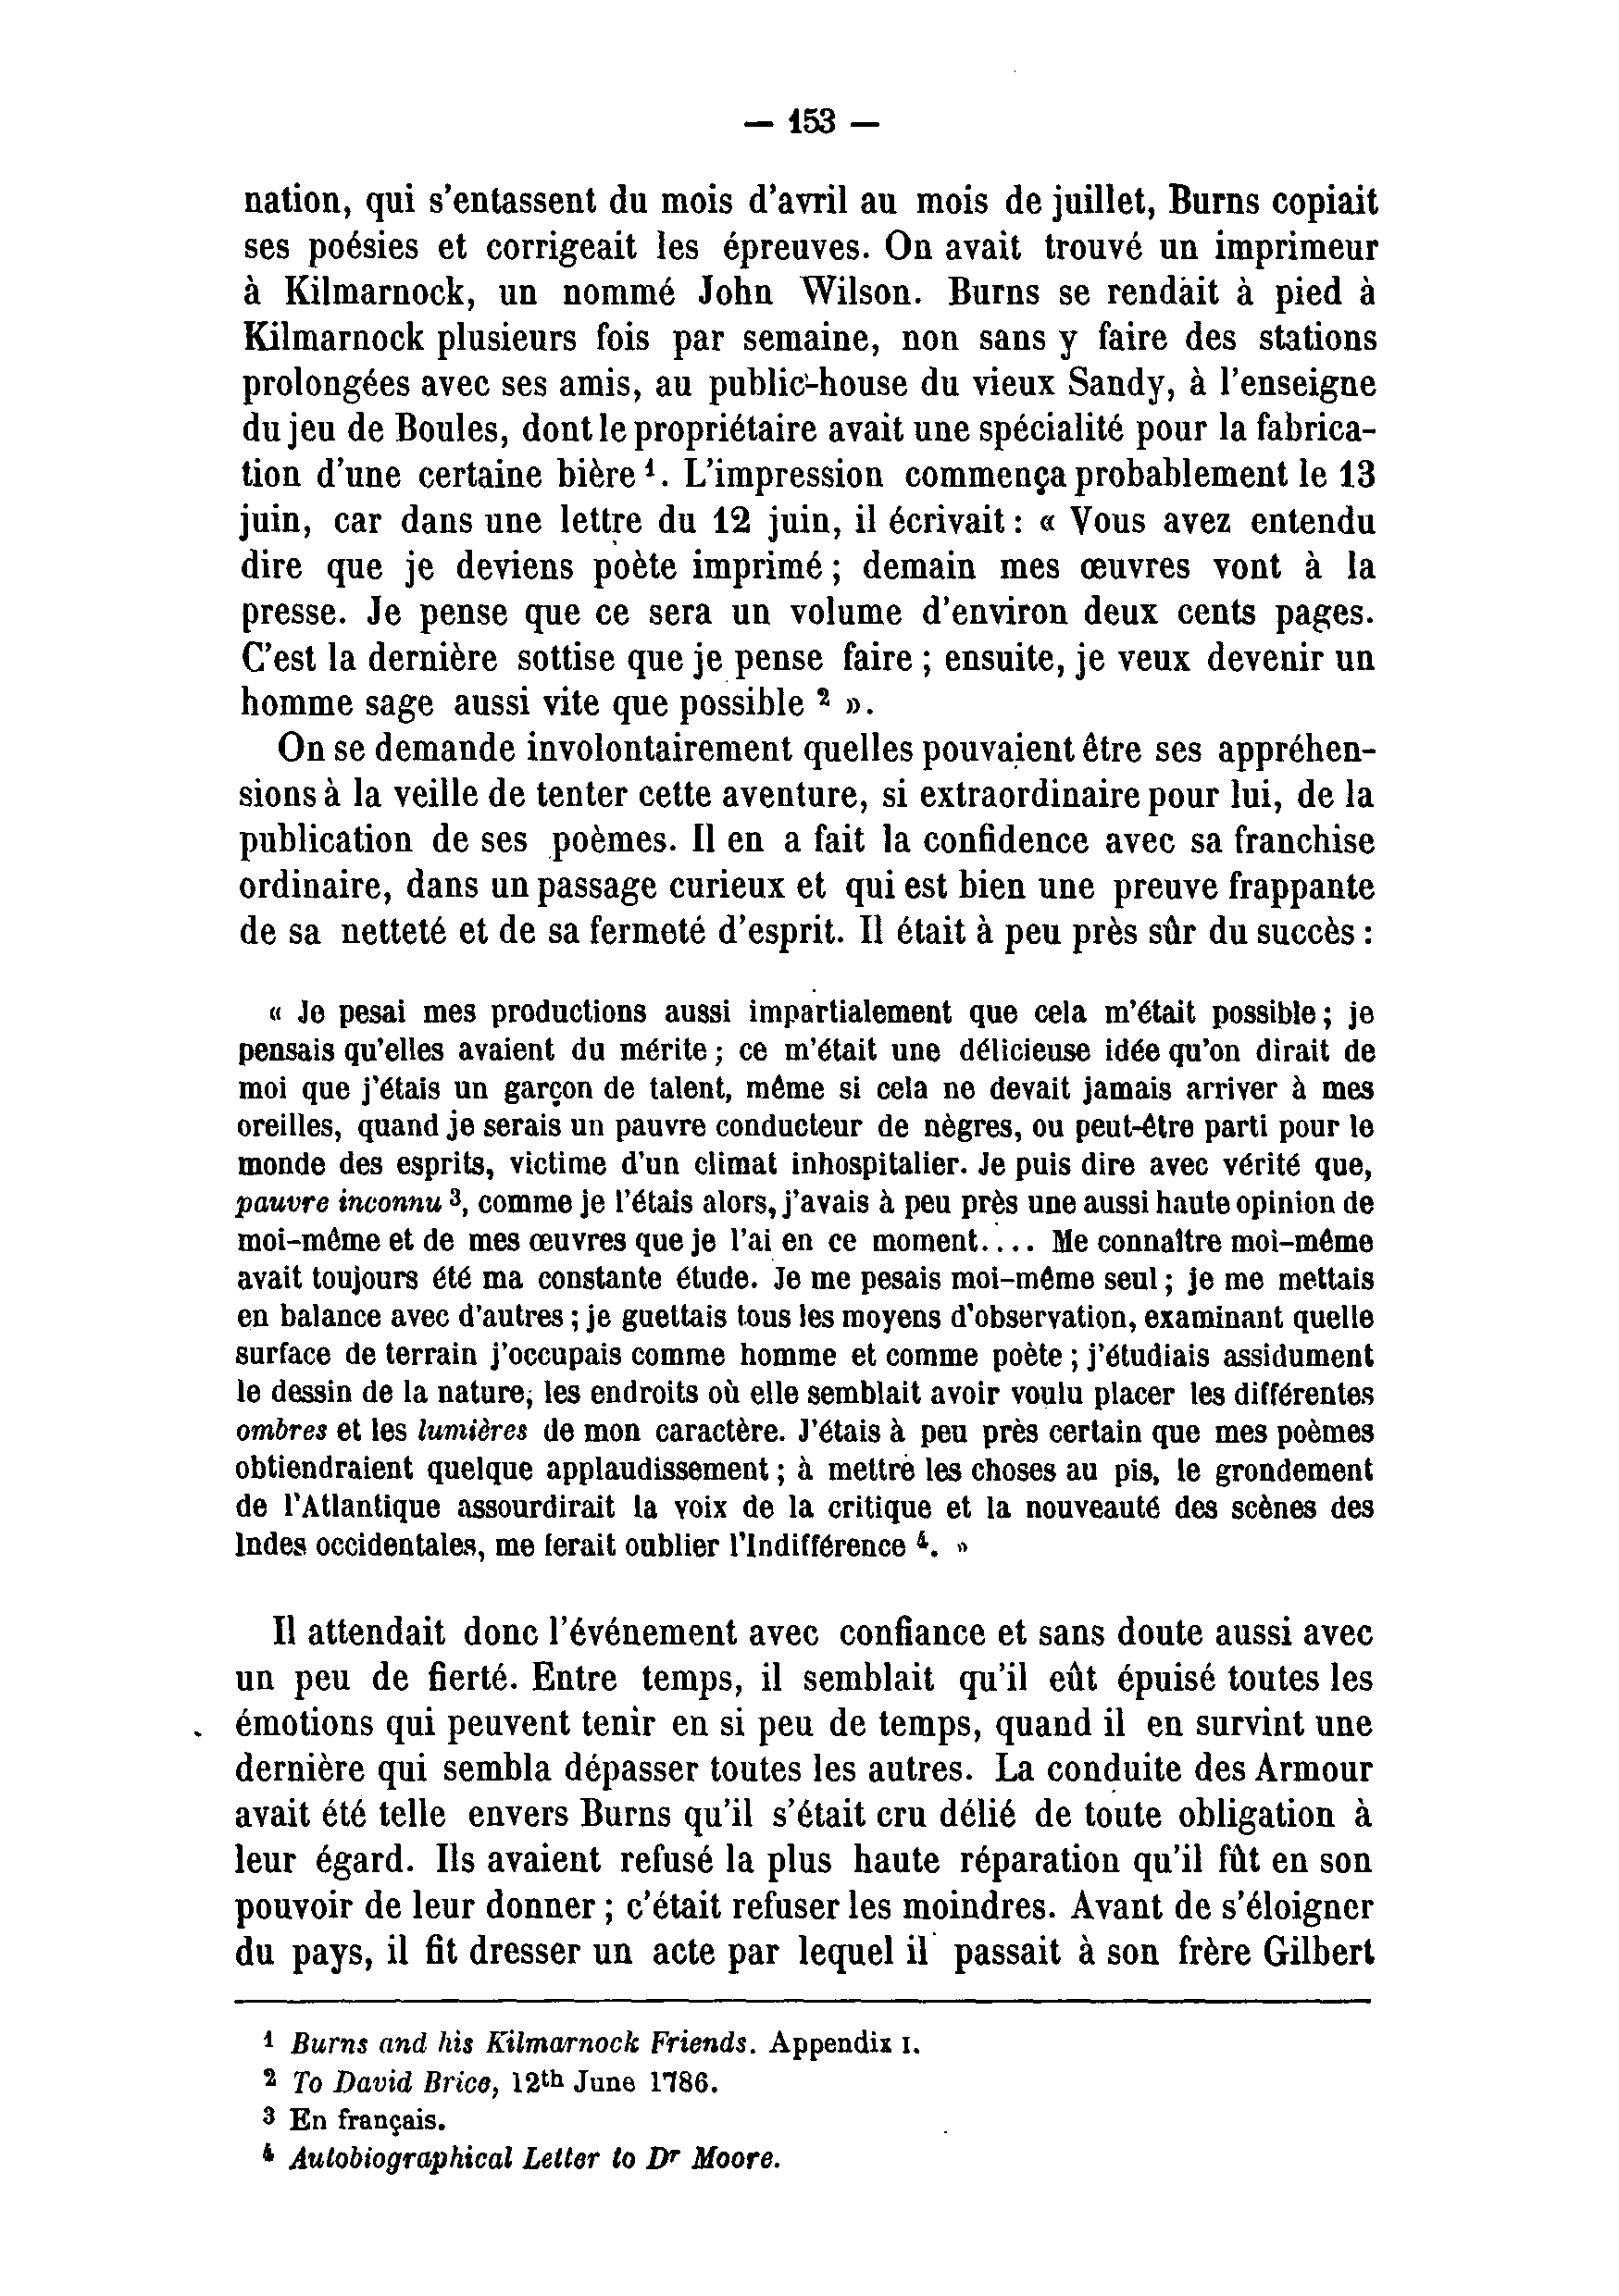 — 153 —
nation, qui s'entassent du mois d'avril au mois de juillet, Burns copiait
ses poésies et corrigeait les épreuves. On avait trouvé un imprimeur
à Kilmarnock, un nommé John Wilson. Burns se rendait à pied à
Kilmarnock plusieurs fois par semaine, non sans y faire des stations
prolongées avec ses amis, au public-house du vieux Sandy, à l'enseigne
du jeu de Boules, dont le propriétaire avait une spécialité pour la fabrica-
tion d'une certaine bière ¹. L'impression commença probablement le 13
juin, car dans une lettre du 12 juin, il écrivait : « Vous avez entendu
dire que je deviens poète imprimé ; demain mes œuvres vont à la
presse. Je pense que ce sera un volume d'environ deux cents pages.
C'est la dernière sottise que je pense faire ; ensuite, je veux devenir un
homme sage aussi vite que possible ² ».
On se demande involontairement quelles pouvaient être ses appréhen-
sions à la veille de tenter cette aventure, si extraordinaire pour lui, de la
publication de ses poèmes. Il en a fait la confidence avec sa franchise
ordinaire, dans un passage curieux et qui est bien une preuve frappante
de sa netteté et de sa fermeté d'esprit. Il était à peu près sûr du succès :
« Je pesai mes productions aussi impartialement que cela m'était possible ; je
pensais qu'elles avaient du mérite ; ce m'était une délicieuse idée qu'on dirait de
moi que j'étais un garçon de talent, même si cela ne devait jamais arriver à mes
oreilles, quand je serais un pauvre conducteur de nègres, ou peut-être parti pour le
monde des esprits, victime d'un climat inhospitalier. Je puis dire avec vérité que,
pauvre inconnu ³, comme je l'étais alors, j'avais à peu près une aussi haute opinion de
moi-même et de mes œuvres que je l'ai en ce moment.... Me connaître moi-même
avait toujours été ma constante étude. Je me pesais moi-même seul ; je me mettais
en balance avec d'autres ; je guettais tous les moyens d'observation, examinant quelle
surface de terrain j'occupais comme homme et comme poète ; j'étudiais assidument
le dessin de la nature, les endroits où elle semblait avoir voulu placer les différentes
ombres et les lumières de mon caractère. J'étais à peu près certain que mes poèmes
obtiendraient quelque applaudissement ; à mettre les choses au pis, le grondement
de l'Atlantique assourdirait la voix de la critique et la nouveauté des scènes des
Indes occidentales, me ferait oublier l'Indifférence ⁴. »
Il attendait donc l'événement avec confiance et sans doute aussi avec
un peu de fierté. Entre temps, il semblait qu'il eût épuisé toutes les
émotions qui peuvent tenir en si peu de temps, quand il en survint une
dernière qui sembla dépasser toutes les autres. La conduite des Armour
avait été telle envers Burns qu'il s'était cru délié de toute obligation à
leur égard. Ils avaient refusé la plus haute réparation qu'il fût en son
pouvoir de leur donner ; c'était refuser les moindres. Avant de s'éloigner
du pays, il fit dresser un acte par lequel il passait à son frère Gilbert
¹ Burns and his Kilmarnock Friends. Appendix I.
² To David Brice, 12th June 1786.
³ En français.
⁴ Autobiographical Letter to Dr Moore.